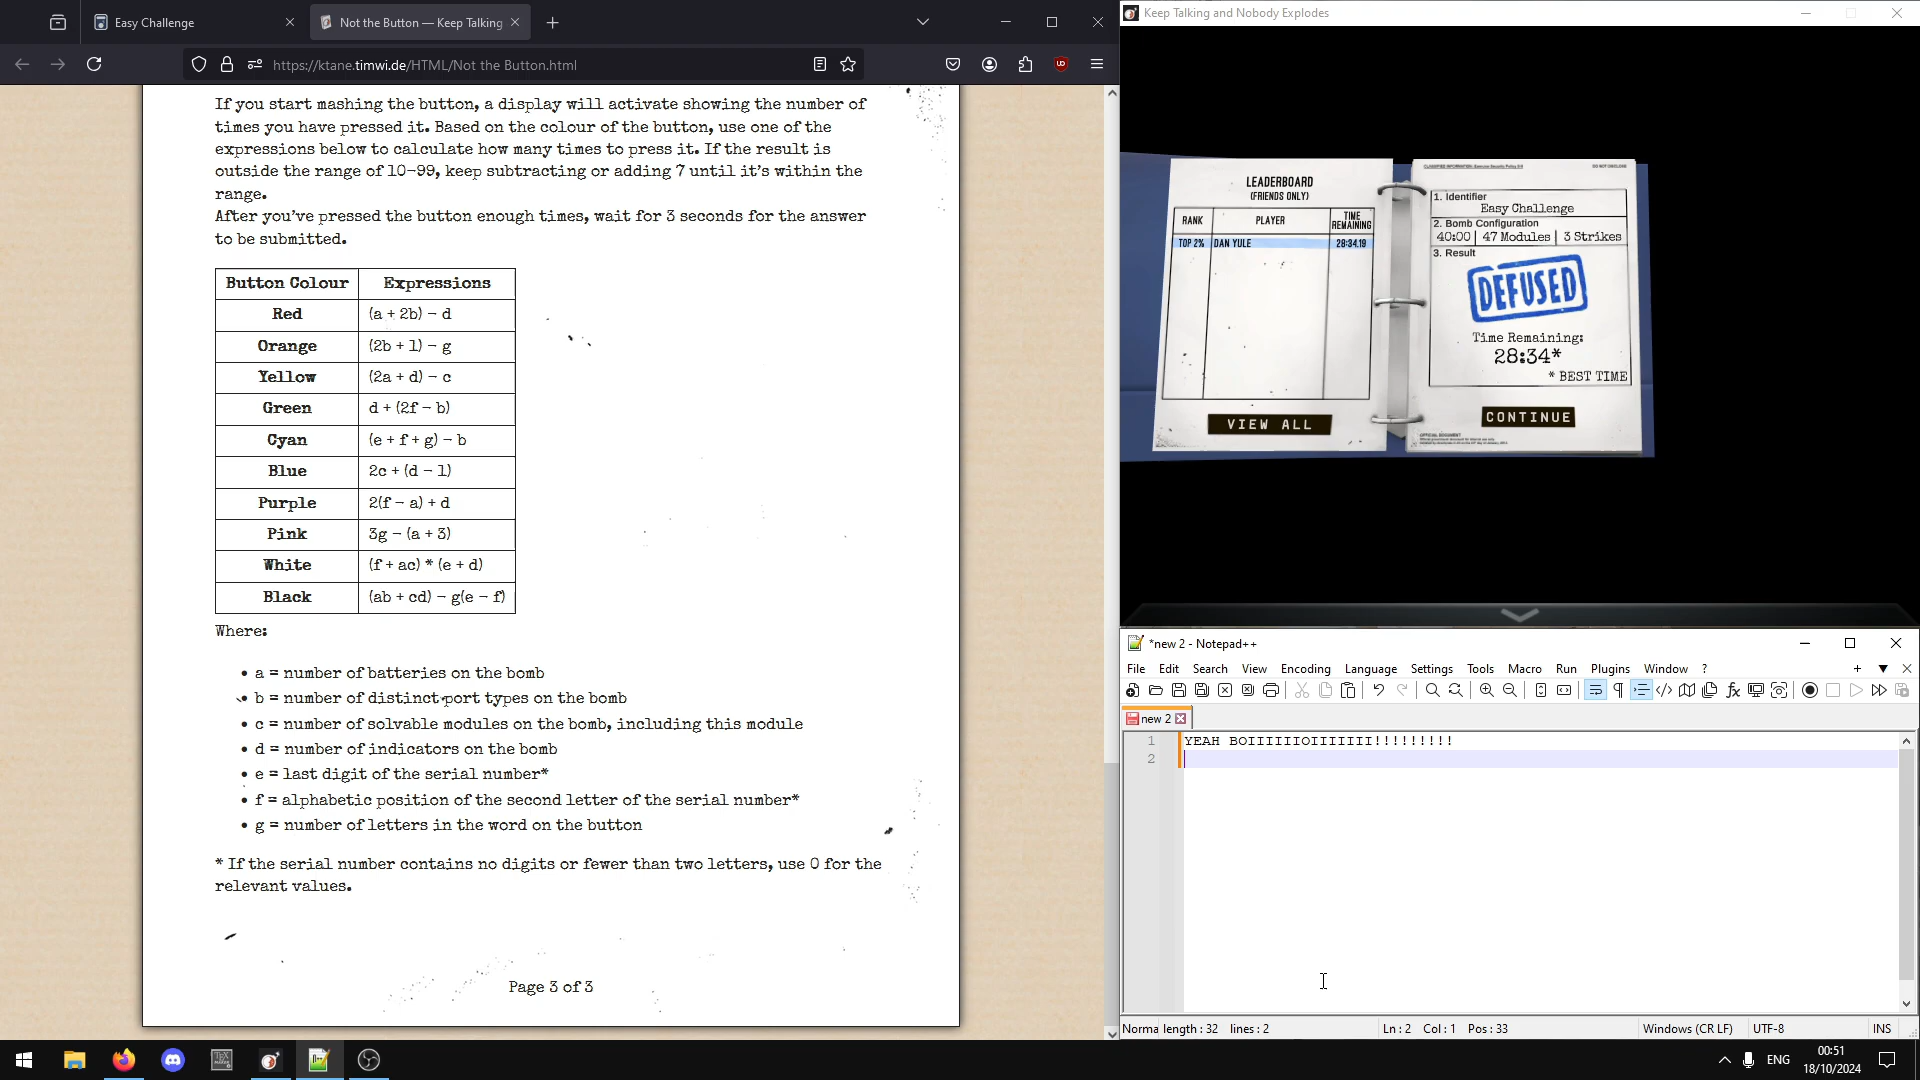 Easy Challenge
Not the Button — Keep Talking
https://ktane.timwi.de/HTML/Not the Button.html
If you start mashing the button, a display will activate showing the number of
times you have pressed it. Based on the colour of the button, use one of the
expressions below to calculate how many times to press it. If the result is
outside the range of 10–99, keep subtracting or adding 7 until it's within the
range.
After you've pressed the button enough times, wait for 3 seconds for the answer
to be submitted.
Button Colour Expressions
Red (a + 2b) − d
Orange (2b + 1) − g
Yellow (2a + d) − c
Green d + (2f − b)
Cyan (e + f + g) − b
Blue 2c + (d − 1)
Purple 2(f − a) + d
Pink 3g − (a + 3)
White (f + ac) * (e + d)
Black (ab + cd) − g(e − f)
Where:
• a = number of batteries on the bomb
• b = number of distinct port types on the bomb
• c = number of solvable modules on the bomb, including this module
• d = number of indicators on the bomb
• e = last digit of the serial number*
• f = alphabetic position of the second letter of the serial number*
• g = number of letters in the word on the button
* If the serial number contains no digits or fewer than two letters, use 0 for the
relevant values.
Page 3 of 3
Keep Talking and Nobody Explodes
LEADERBOARD
(FRIENDS ONLY)
RANK PLAYER TIME REMAINING
TOP 2% DAN YULE 28:34.19
VIEW ALL
DO NOT DISCLOSE
1. Identifier
Easy Challenge
2. Bomb Configuration
40:00 | 47 Modules | 3 Strikes
3. Result
DEFUSED
Time Remaining:
28:34*
* BEST TIME
CONTINUE
OFFICIAL DOCUMENT
*new 2 - Notepad++
File Edit Search View Encoding Language Settings Tools Macro Run Plugins Window ?
new 2
1 YEAH BOIIIIIIOIIIIIII!!!!!!!!!
2
Norma length : 32 lines : 2 Ln : 2 Col : 1 Pos : 33 Windows (CR LF) UTF-8 INS
ENG
00:51
18/10/2024